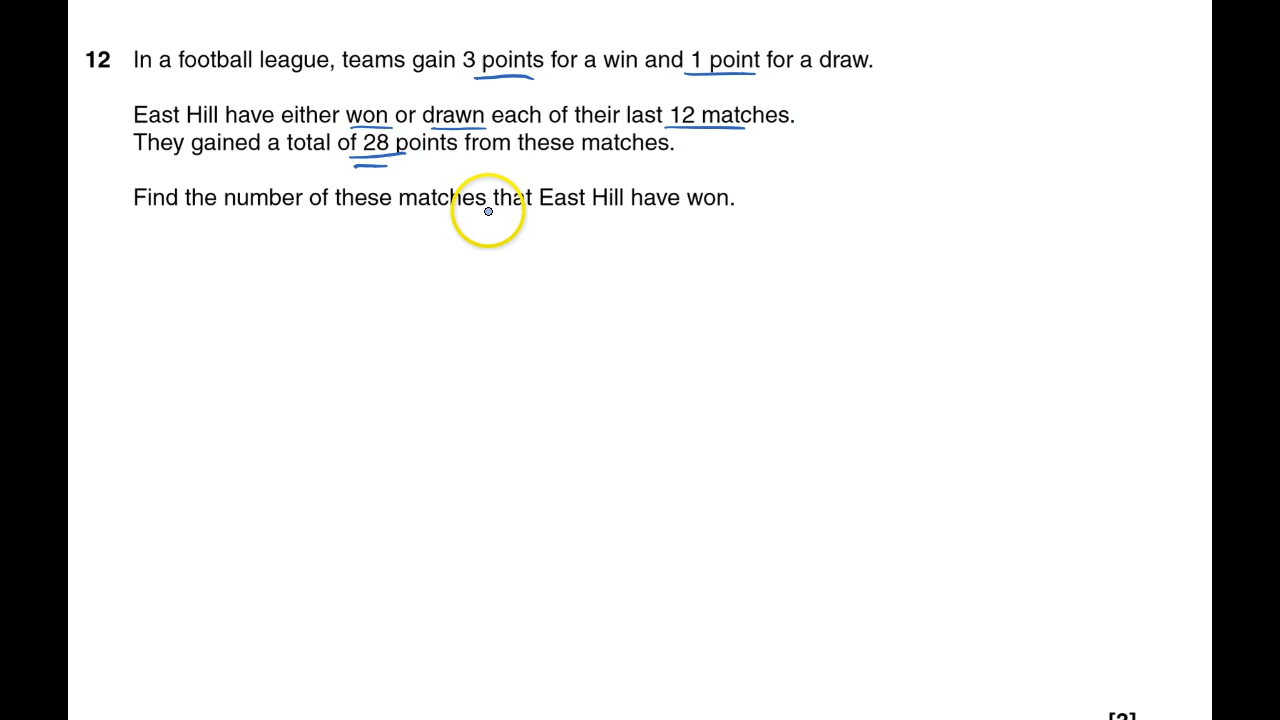 12 In a football league, teams gain 3 points for a win and 1 point for a draw.
East Hill have either won or drawn each of their last 12 matches.
They gained a total of 28 points from these matches.
Find the number of these matches that East Hill have won.